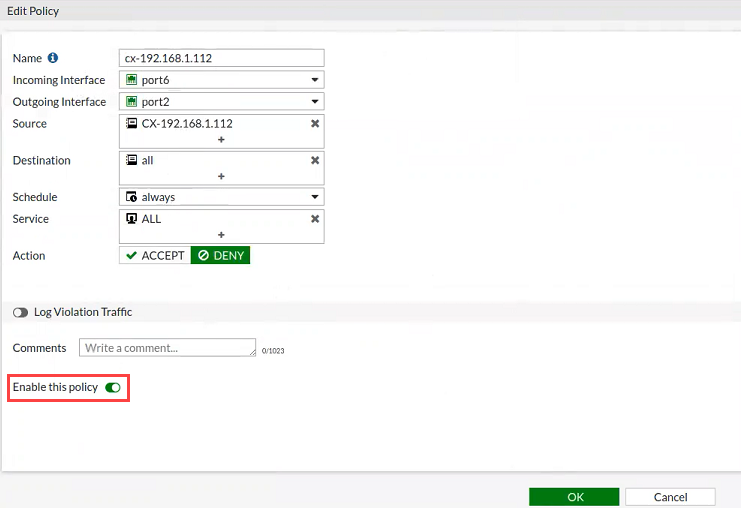 Edit Policy
Name
cx-192.168.1.112
Incoming Interface
port6
Outgoing Interface
port2
Source
CX-192.168.1.112
+
Destination
all
+
Schedule
always
Service
ALL
+
Action
ACCEPT
DENY
Log Violation Traffic
Comments
Write a comment...
0/1023
Enable this policy
OK
Cancel